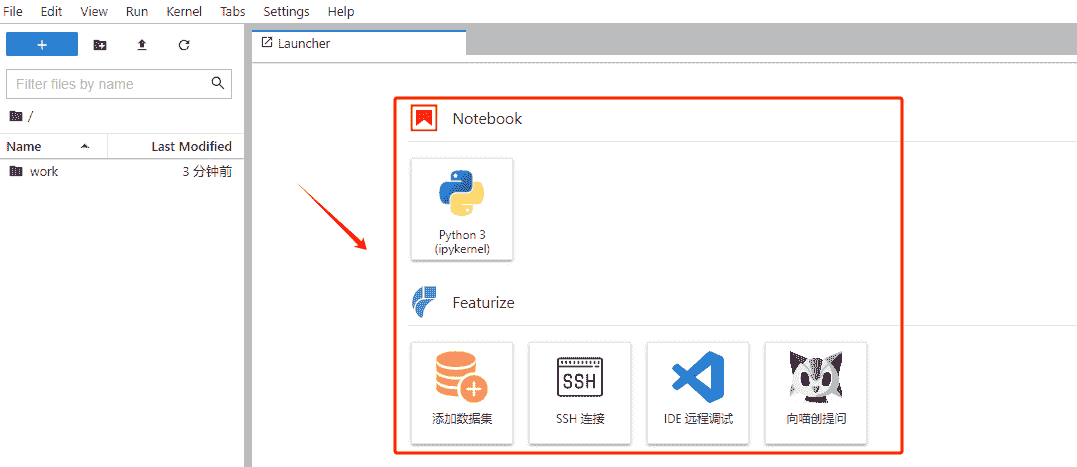 File Edit View Run Kernel Tabs Settings Help
+
Launcher
Filter files by name
/
Name Last Modified
work 3 分钟前
Notebook
Python 3
(ipykernel)
Featurize
添加数据集
SSH
SSH 连接
IDE 远程调试
向喵创提问